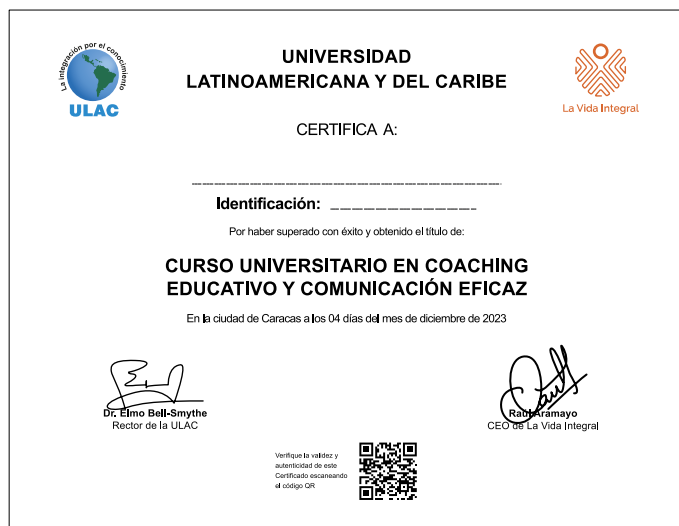 La integración por el conocimiento
ULAC
UNIVERSIDAD
LATINOAMERICANA Y DEL CARIBE
La Vida Integral
CERTIFICA A:
Identificación:
Por haber superado con éxito y obtenido el título de:
CURSO UNIVERSITARIO EN COACHING
EDUCATIVO Y COMUNICACIÓN EFICAZ
En la ciudad de Caracas a los 04 días del mes de diciembre de 2023
Dr. Elmo Bell-Smythe
Rector de la ULAC
Raúl Aramayo
CEO de La Vida Integral
Verifique la validez y
autenticidad de este
Certificado escaneando
el código QR